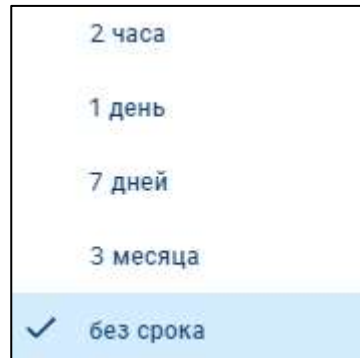 2 часа
1 день
7 дней
3 месяца
без срока